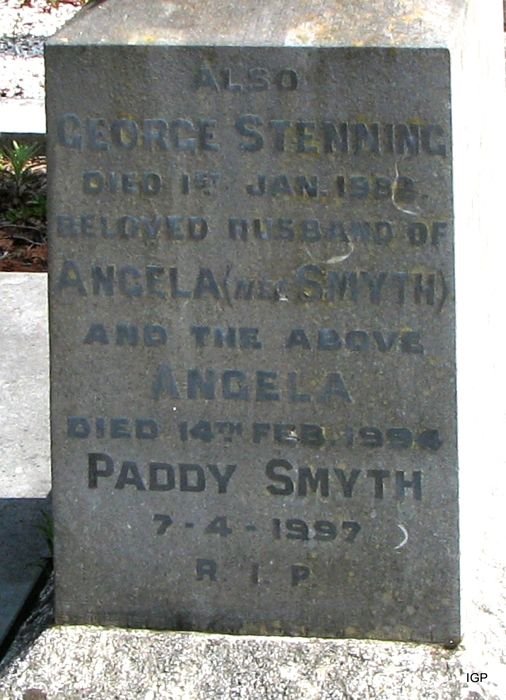 ALSO
GEORGE STENNING
DIED 1ST JAN.
BELOVED HUSBAND OF
ANGELA (NEE SMYTH)
AND THE ABOVE
ANGELA
DIED 14TH FEB. 1994
PADDY SMYTH
7-4-1997
R.I.P
IGP